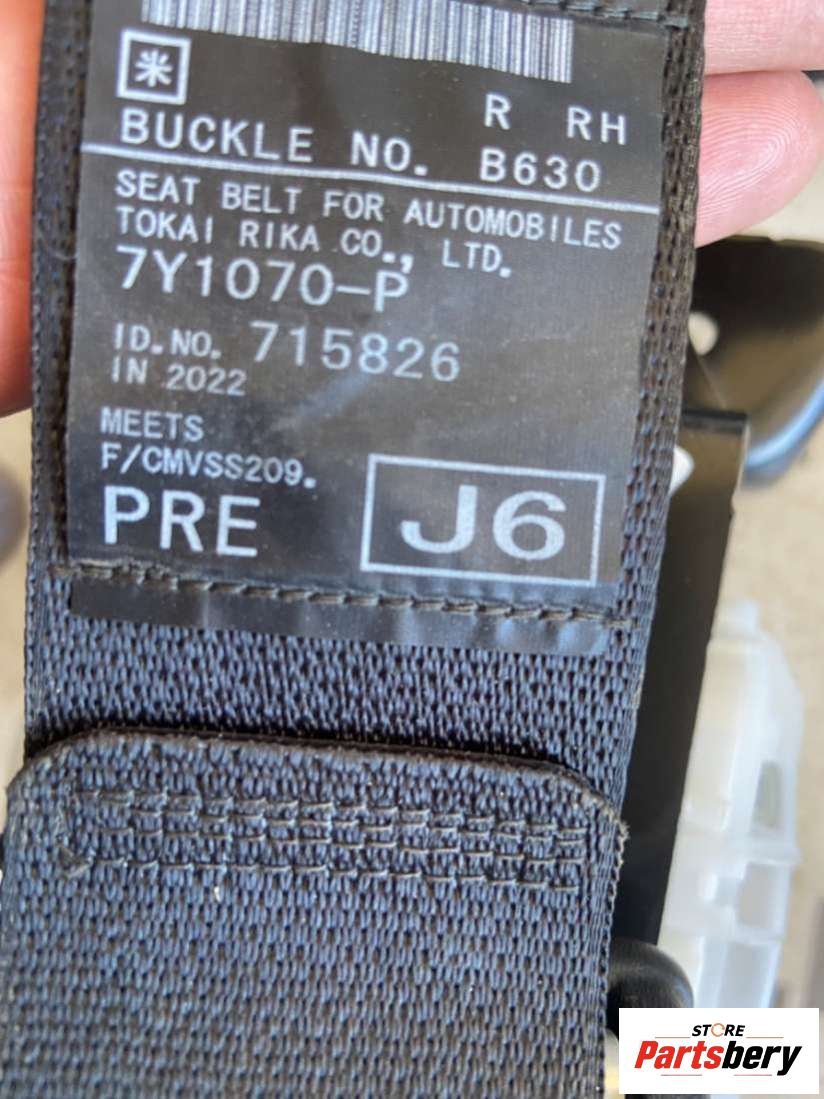 米
R RH
BUCKLE NO. B630
SEAT BELT FOR AUTOMOBILES
TOKAI RIKA CO., LTD.
7Y1070-P
ID.NO. 715826
IN 2022
MEETS
F/CMVSS209.
PRE J6
STORE
Partsbery